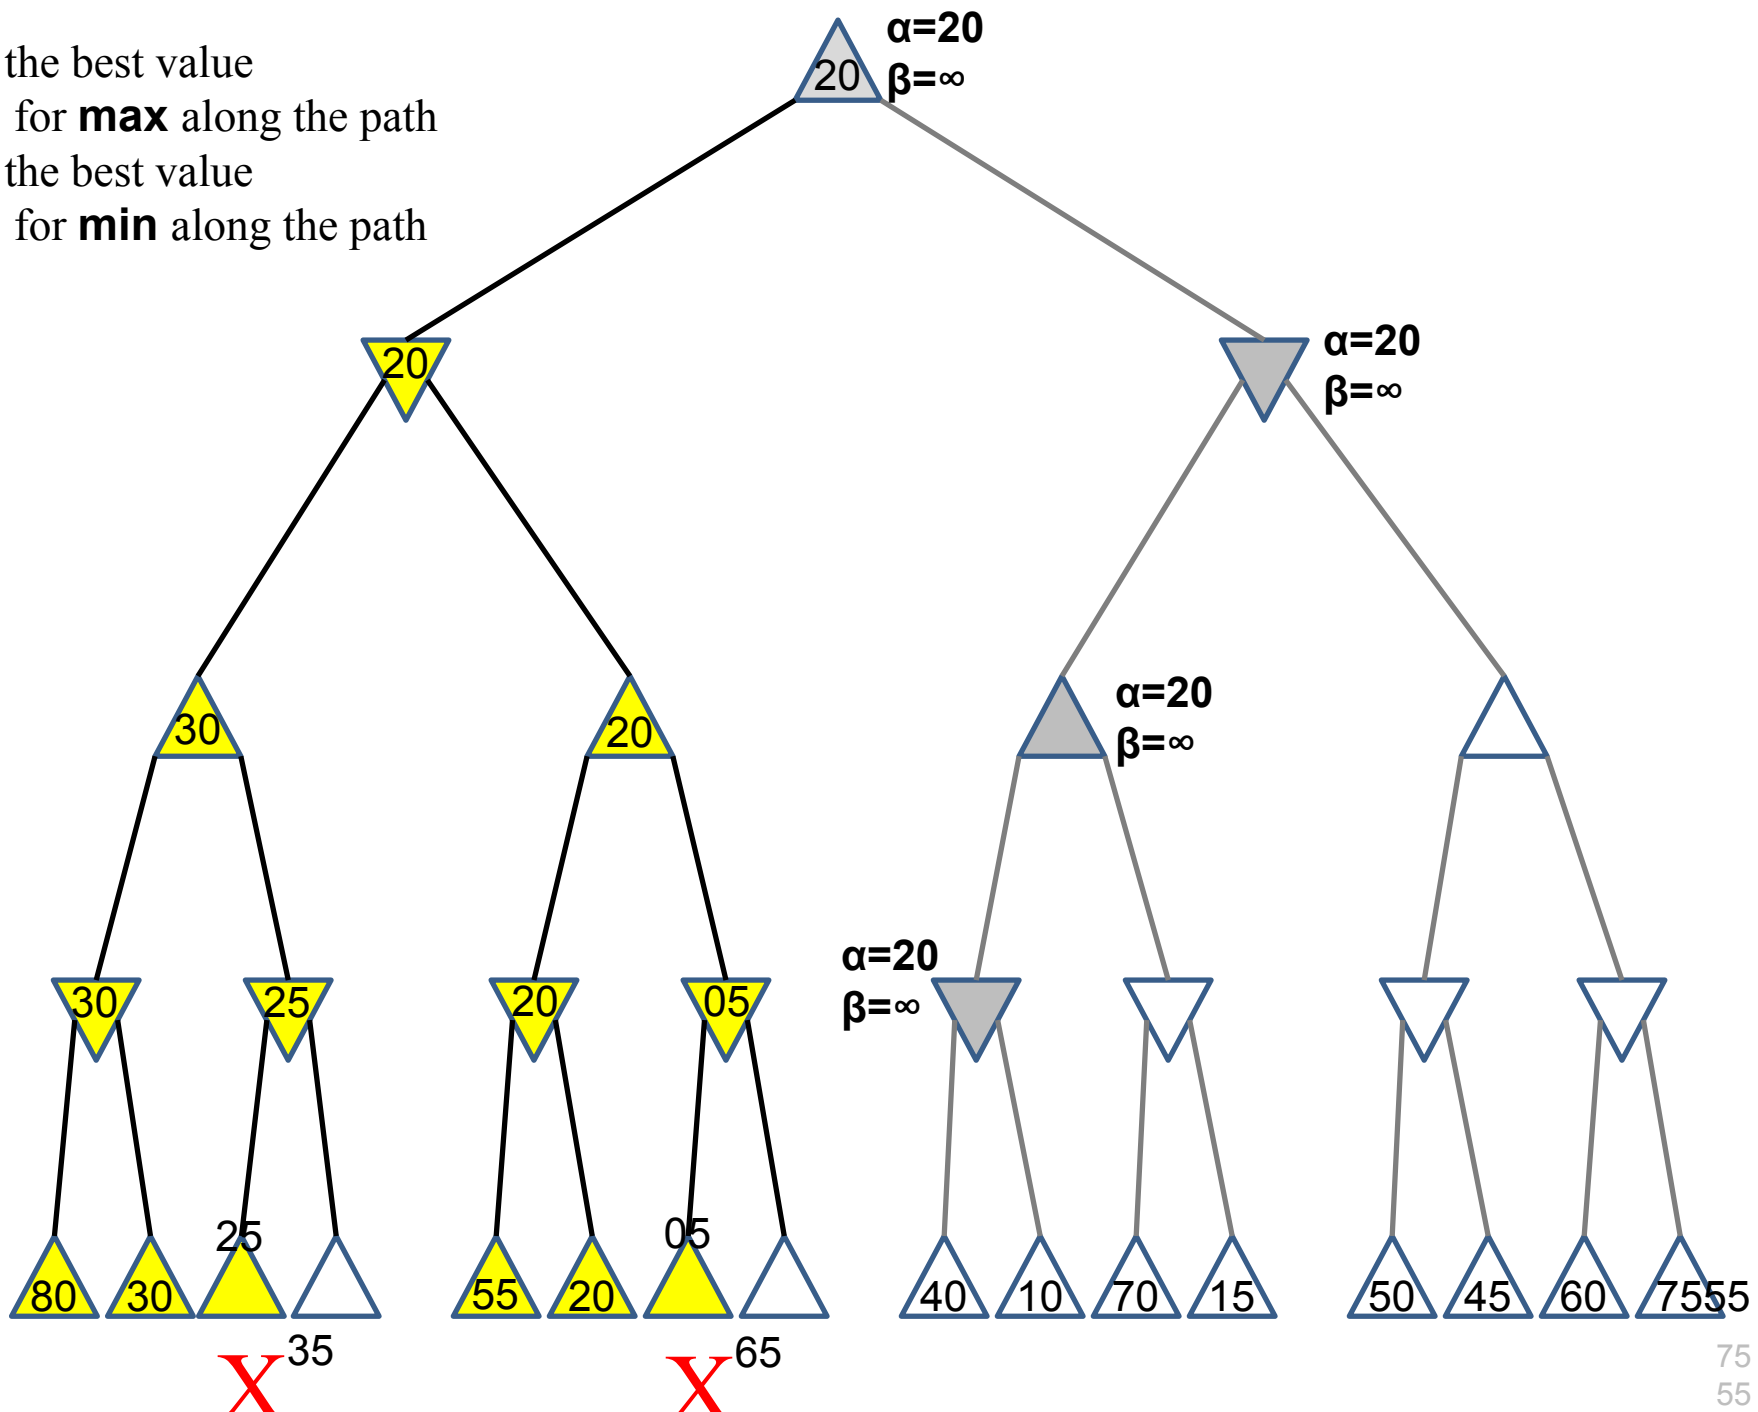 α=20
the best value
20
β=∞
for max along the path
the best value
for min along the path
20
α=20
β=∞
30
20
α=20
β=∞
30
25
20
05
α=20
β=∞
25
05
80
30
55
20
40
10
70
15
50
45
60
7555
X
35
X
65
75
55